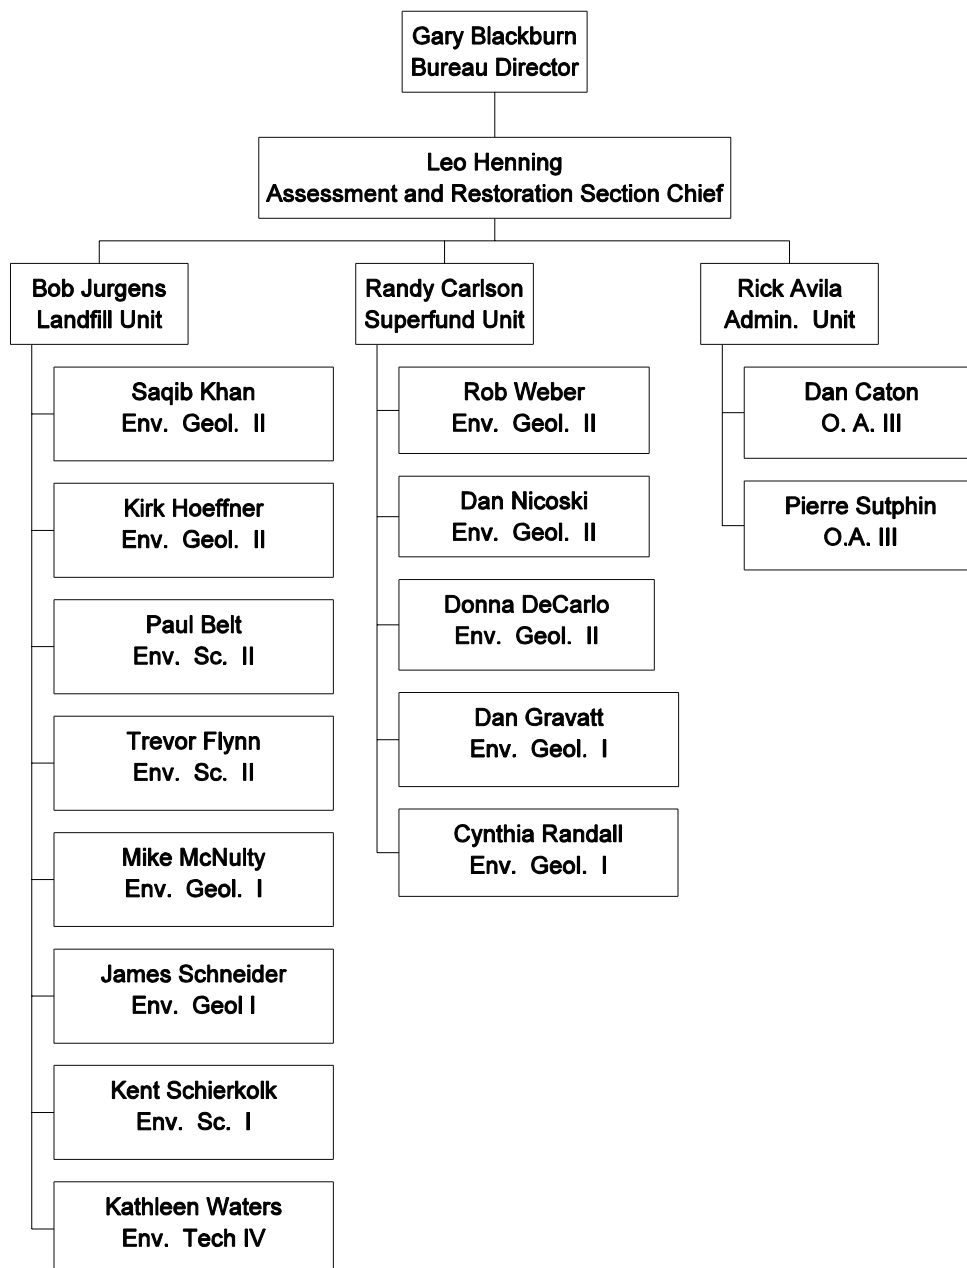 Gary Blackburn
Bureau Director
Leo Henning
Assessment and Restoration Section Chief
Bob Jurgens
Landfill Unit
Saqib Khan
Env. Geol. II
Kirk Hoeffner
Env. Geol. II
Paul Belt
Env. Sc. II
Trevor Flynn
Env. Sc. II
Mike McNulty
Env. Geol. I
James Schneider
Env. Geol I
Kent Schierkolk
Env. Sc. I
Kathleen Waters
Env. Tech IV
Randy Carlson
Superfund Unit
Rob Weber
Env. Geol. II
Dan Nicoski
Env. Geol. II
Donna DeCarlo
Env. Geol. II
Dan Gravatt
Env. Geol. I
Cynthia Randall
Env. Geol. I
Rick Avila
Admin. Unit
Dan Caton
O. A. III
Pierre Sutphin
O.A. III